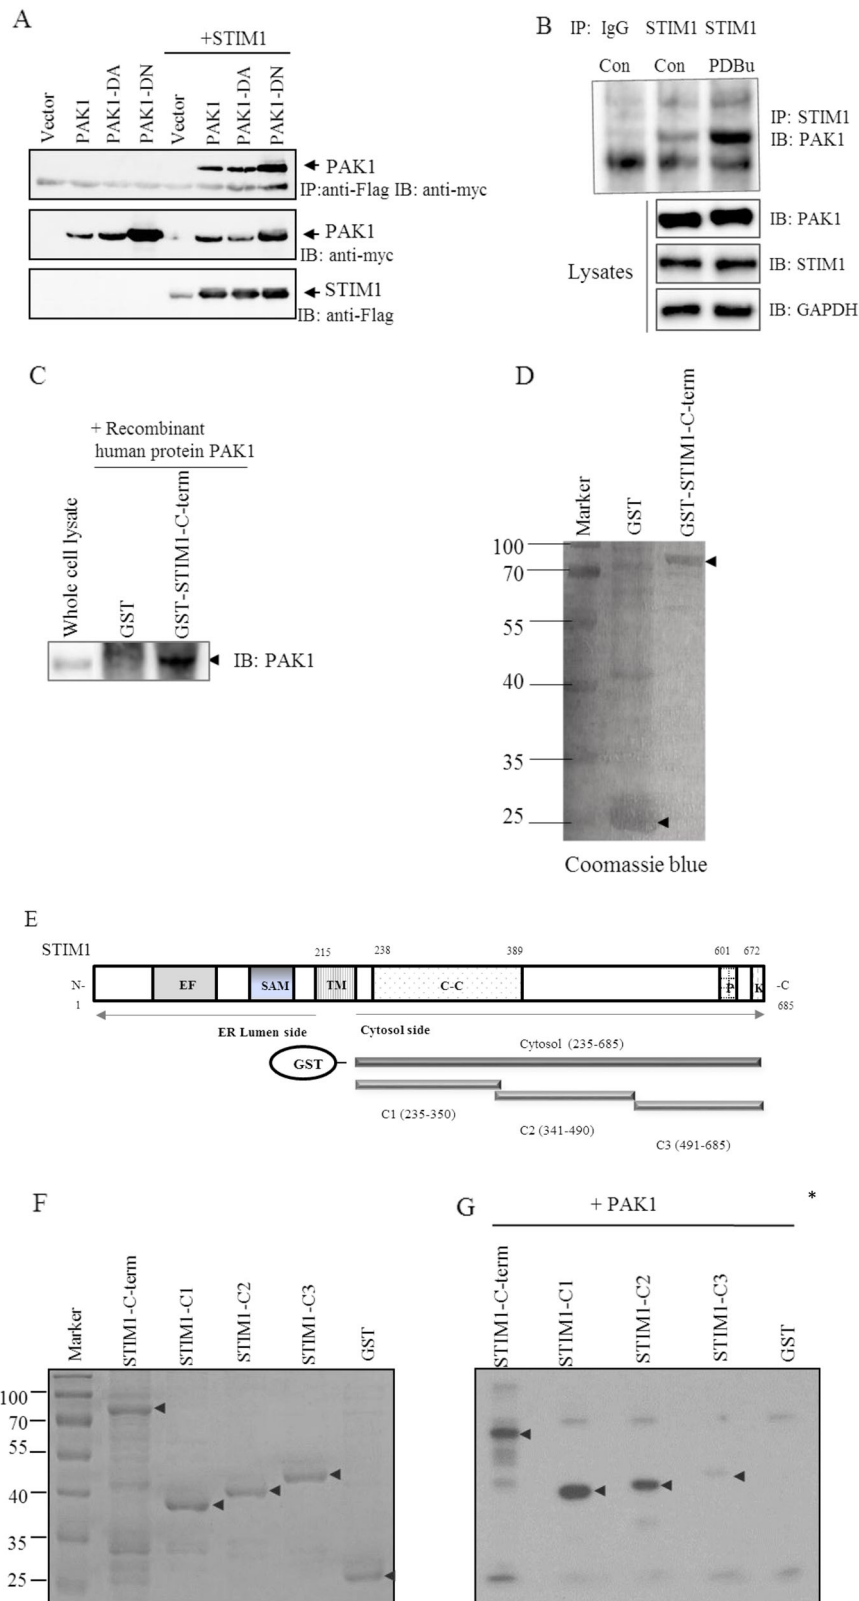 A
+STIM1
Vector
PAK1
PAK1-DA
PAK1-DN
Vector
PAK1
PAK1-DA
PAK1-DN
PAK1
IP:anti-Flag IB: anti-myc
PAK1
IB: anti-myc
STIM1
IB: anti-Flag
B
IP: IgG STIM1 STIM1
Con Con PDBu
IP: STIM1
IB: PAK1
IB: PAK1
IB: STIM1
IB: GAPDH
Lysates
C
+ Recombinant
human protein PAK1
Whole cell lysate
GST
GST-STIM1-C-term
IB: PAK1
D
Marker
GST
GST-STIM1-C-term
100
70
55
40
35
25
Coomassie blue
E
STIM1
215 238 389 601 672
N- EF SAM TM C-C P K -C
1 685
ER Lumen side Cytosol side
Cytosol (235-685)
GST
C1 (235-350)
C2 (341-490)
C3 (491-685)
F
Marker
STIM1-C-term
STIM1-C1
STIM1-C2
STIM1-C3
GST
100
70
55
40
35
25
G
+ PAK1 *
STIM1-C-term
STIM1-C1
STIM1-C2
STIM1-C3
GST